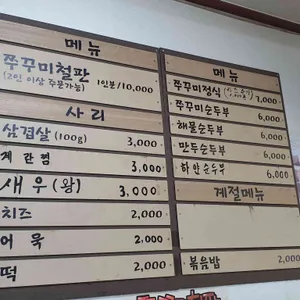 메뉴
쭈꾸미철판
(2인 이상 주문가능) 1인분/10,000
사리
삼겹살 (100g) 3,000
계란찜 3,000
새우 (왕) 3,000
치즈 2,000
어묵 2,000
떡 2,000
메뉴
쭈꾸미정식 7,000
쭈꾸미순두부 6,000
해물순두부 6,000
만두순두부 6,000
하얀순두부 6,000
계절메뉴
볶음밥 2,000